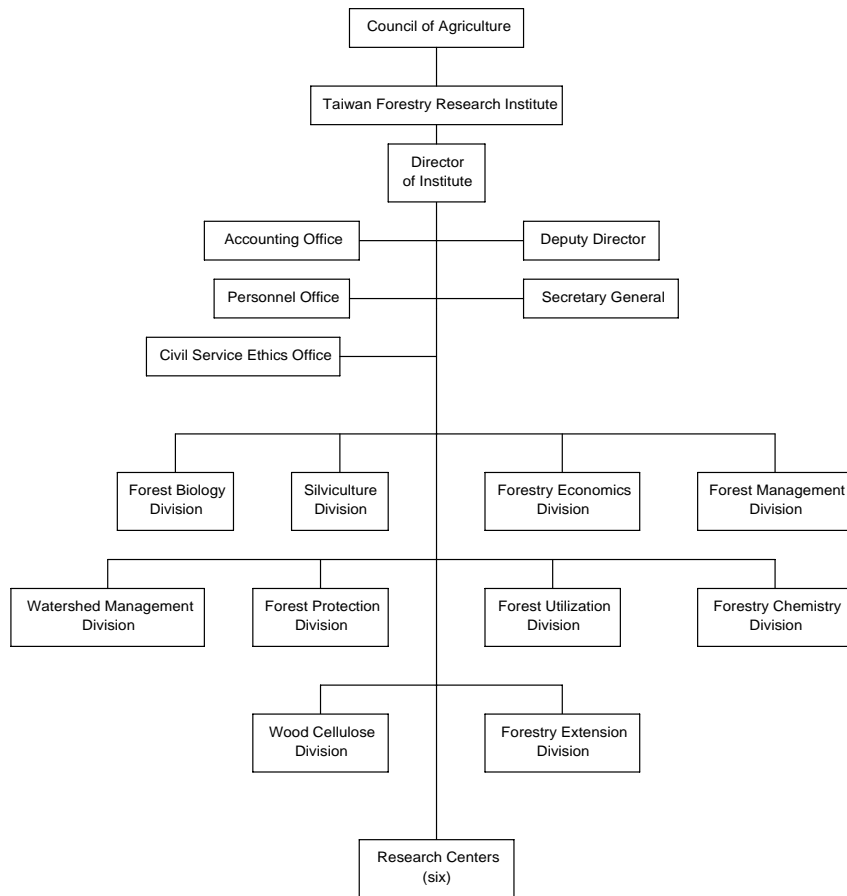 Council of Agriculture
Taiwan Forestry Research Institute
Director
of Institute
Accounting Office
Deputy Director
Personnel Office
Secretary General
Civil Service Ethics Office
Forest Biology
Division
Silviculture
Division
Forestry Economics
Division
Forest Management
Division
Watershed Management
Division
Forest Protection
Division
Forest Utilization
Division
Forestry Chemistry
Division
Wood Cellulose
Division
Forestry Extension
Division
Research Centers
(six)